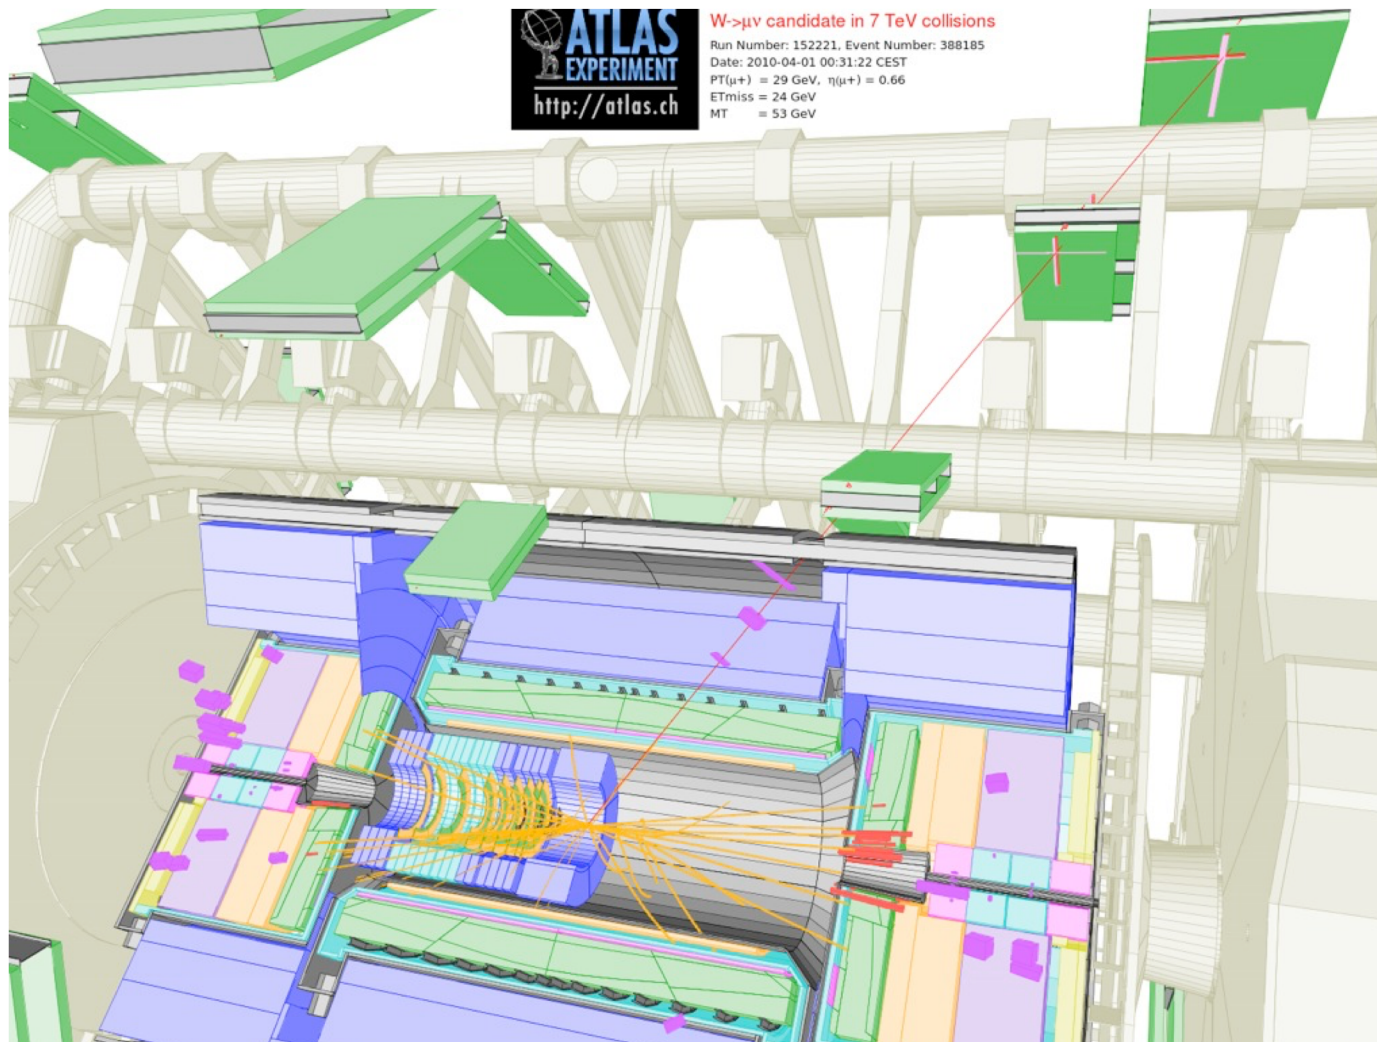 ATLAS
EXPERIMENT
http://atlas.ch
W->μν candidate in 7 TeV collisions
Run Number: 152221, Event Number: 388185
Date: 2010-04-01 00:31:22 CEST
PT(μ+) = 29 GeV, η(μ+) = 0.66
ETmiss = 24 GeV
MT = 53 GeV